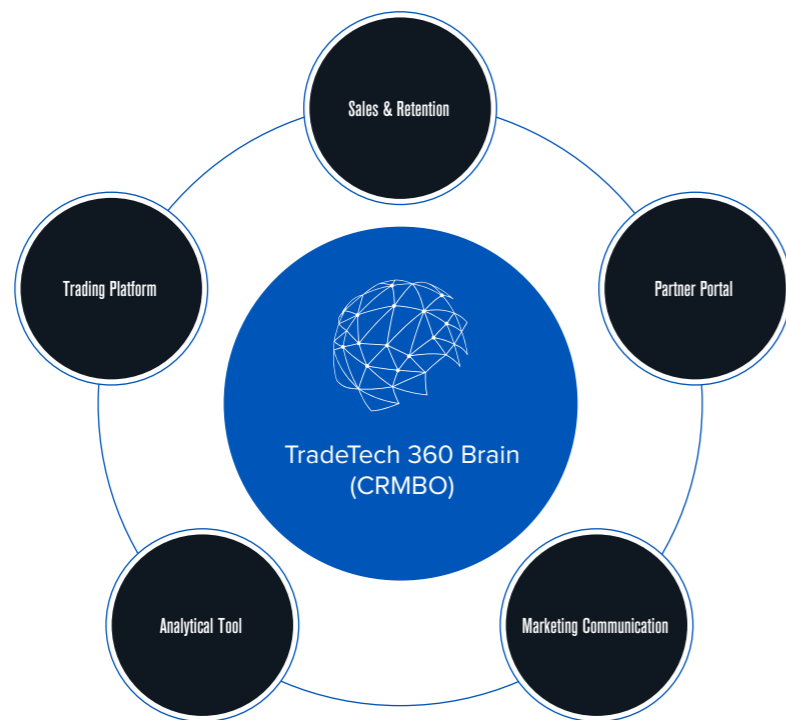 Sales & Retention
Trading Platform
Partner Portal
TradeTech 360 Brain
(CRMBO)
Analytical Tool
Marketing Communication